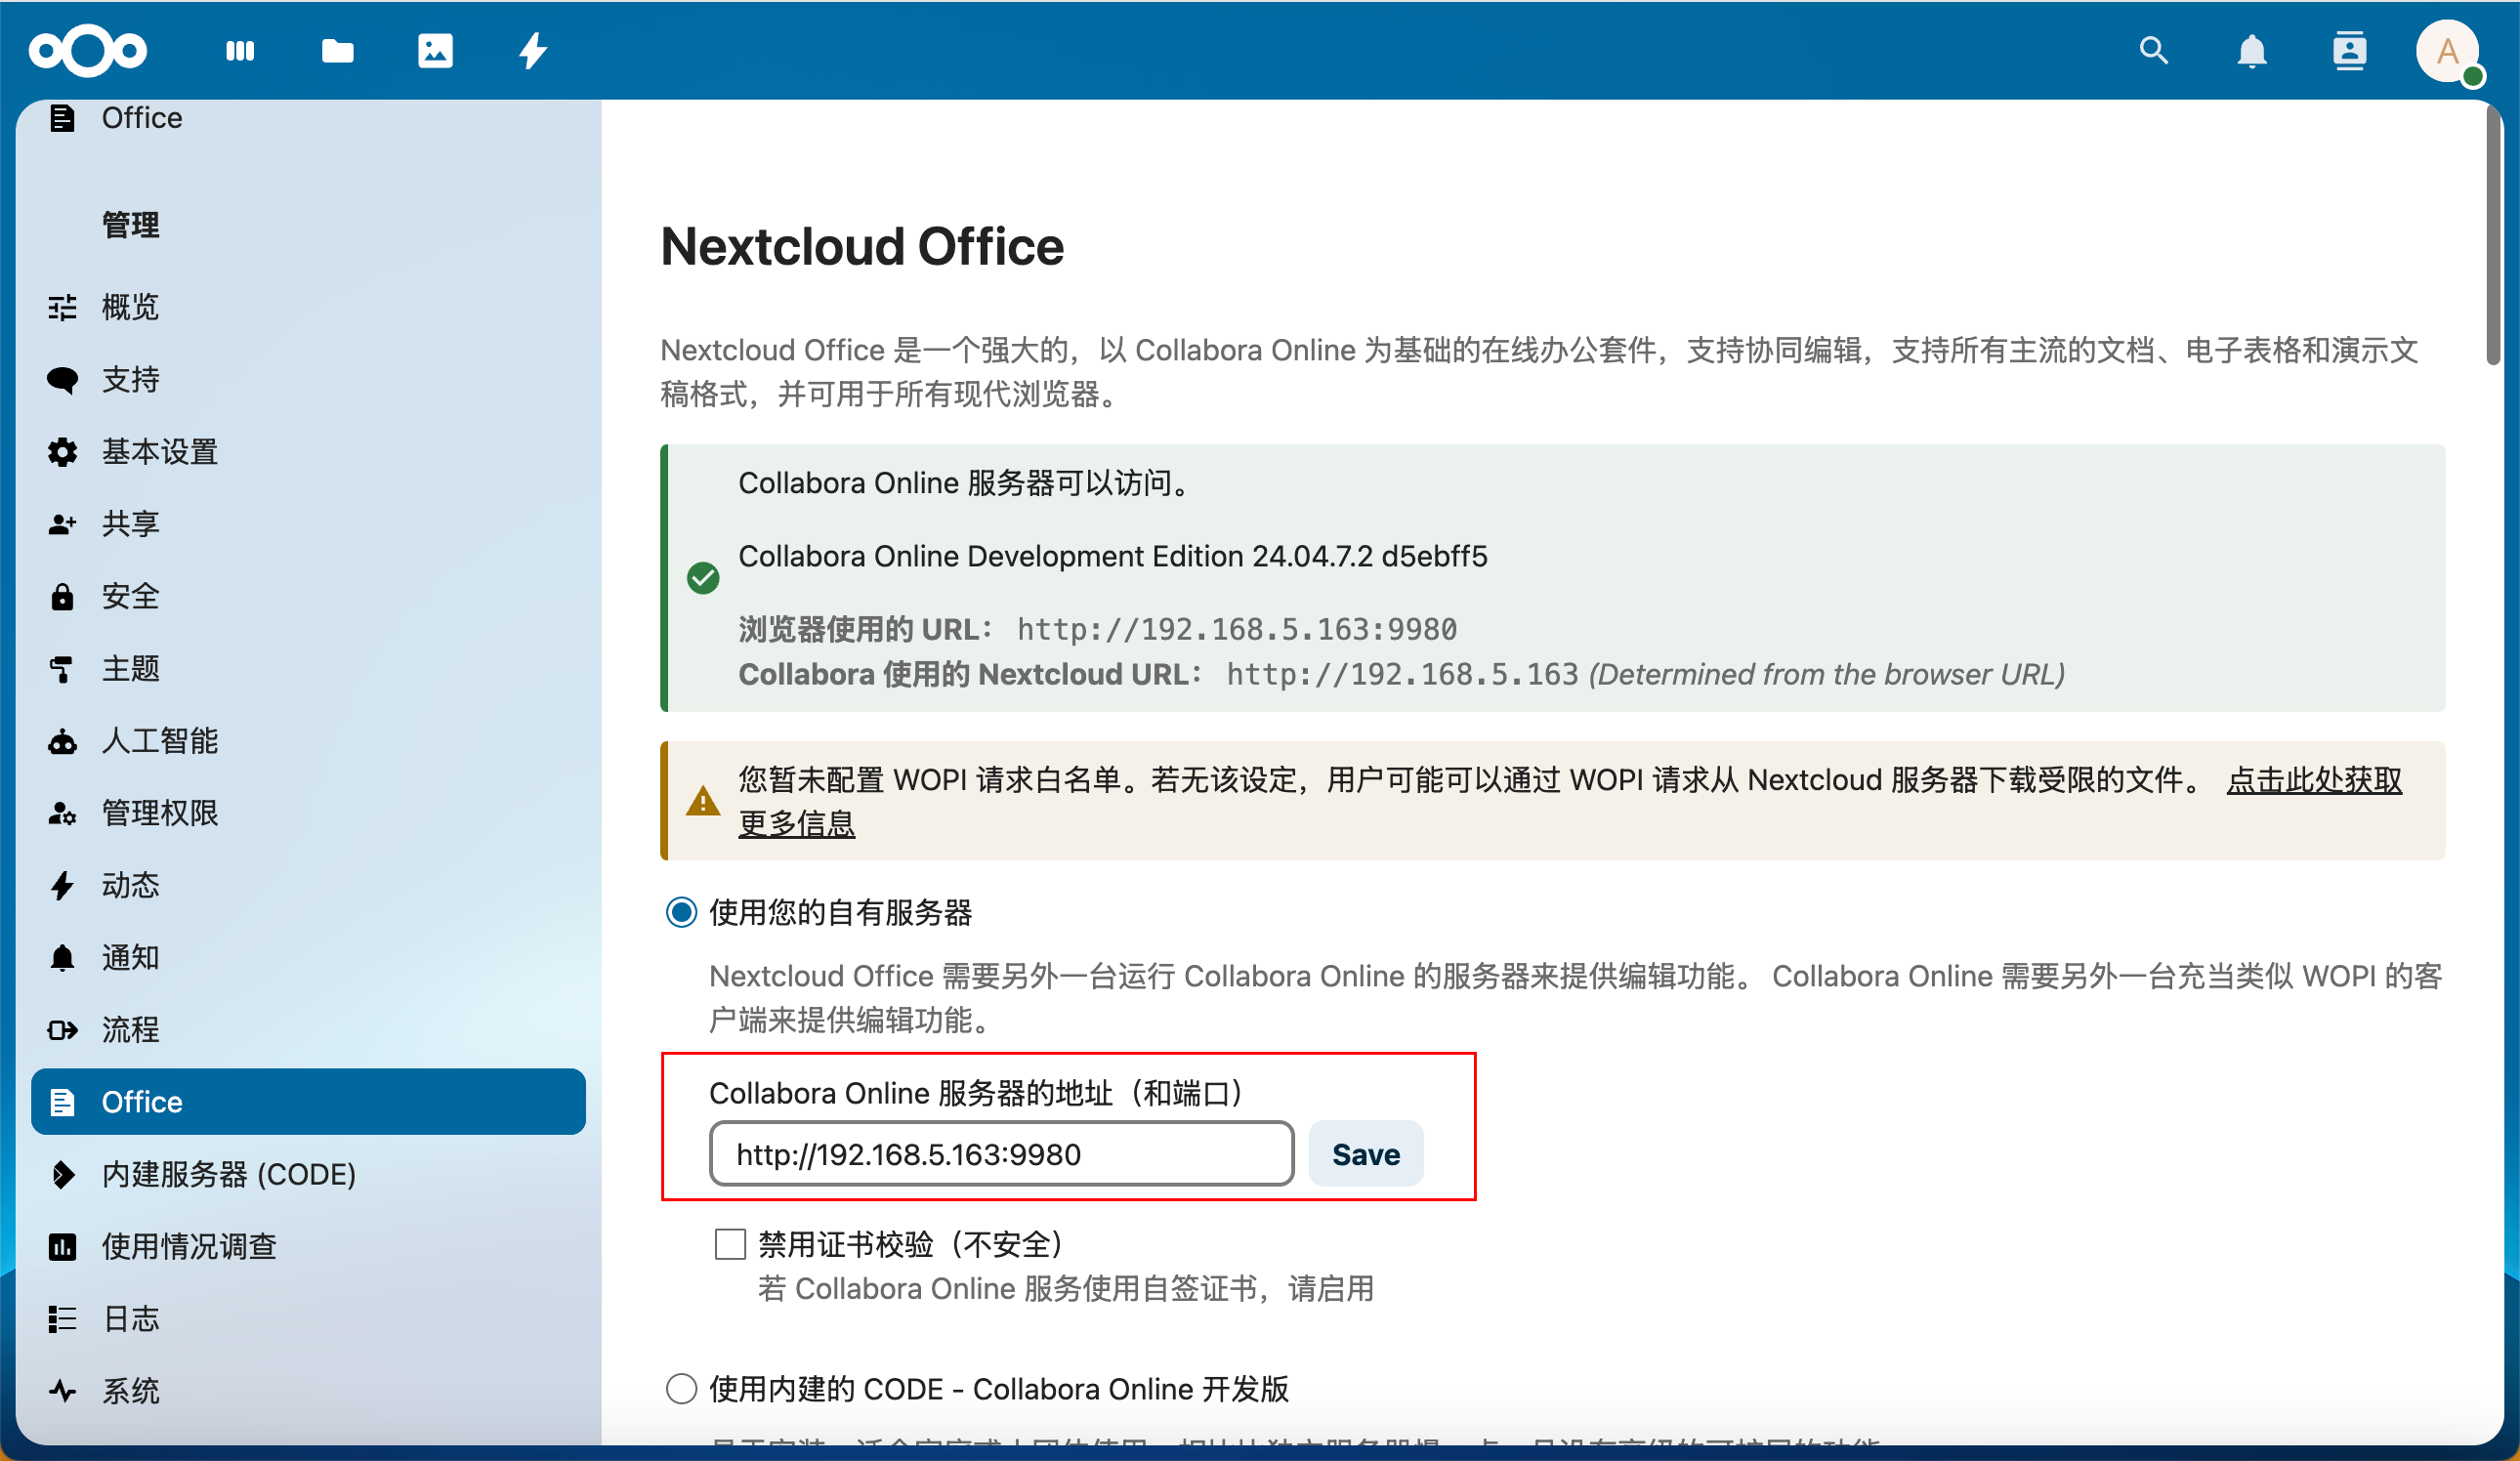 A
Office
管理
概览
支持
基本设置
共享
安全
主题
人工智能
管理权限
动态
通知
流程
Office
内建服务器 (CODE)
使用情况调查
日志
系统
Nextcloud Office
Nextcloud Office 是一个强大的，以 Collabora Online 为基础的在线办公套件，支持协同编辑，支持所有主流的文档、电子表格和演示文
稿格式，并可用于所有现代浏览器。
Collabora Online 服务器可以访问。
Collabora Online Development Edition 24.04.7.2 d5ebff5
浏览器使用的 URL： http://192.168.5.163:9980
Collabora 使用的 Nextcloud URL： http://192.168.5.163 (Determined from the browser URL)
您暂未配置 WOPI 请求白名单。若无该设定，用户可能可以通过 WOPI 请求从 Nextcloud 服务器下载受限的文件。 点击此处获取
更多信息
使用您的自有服务器
Nextcloud Office 需要另外一台运行 Collabora Online 的服务器来提供编辑功能。 Collabora Online 需要另外一台充当类似 WOPI 的客
户端来提供编辑功能。
Collabora Online 服务器的地址（和端口）
http://192.168.5.163:9980
Save
禁用证书校验（不安全）
若 Collabora Online 服务使用自签证书，请启用
使用内建的 CODE - Collabora Online 开发版